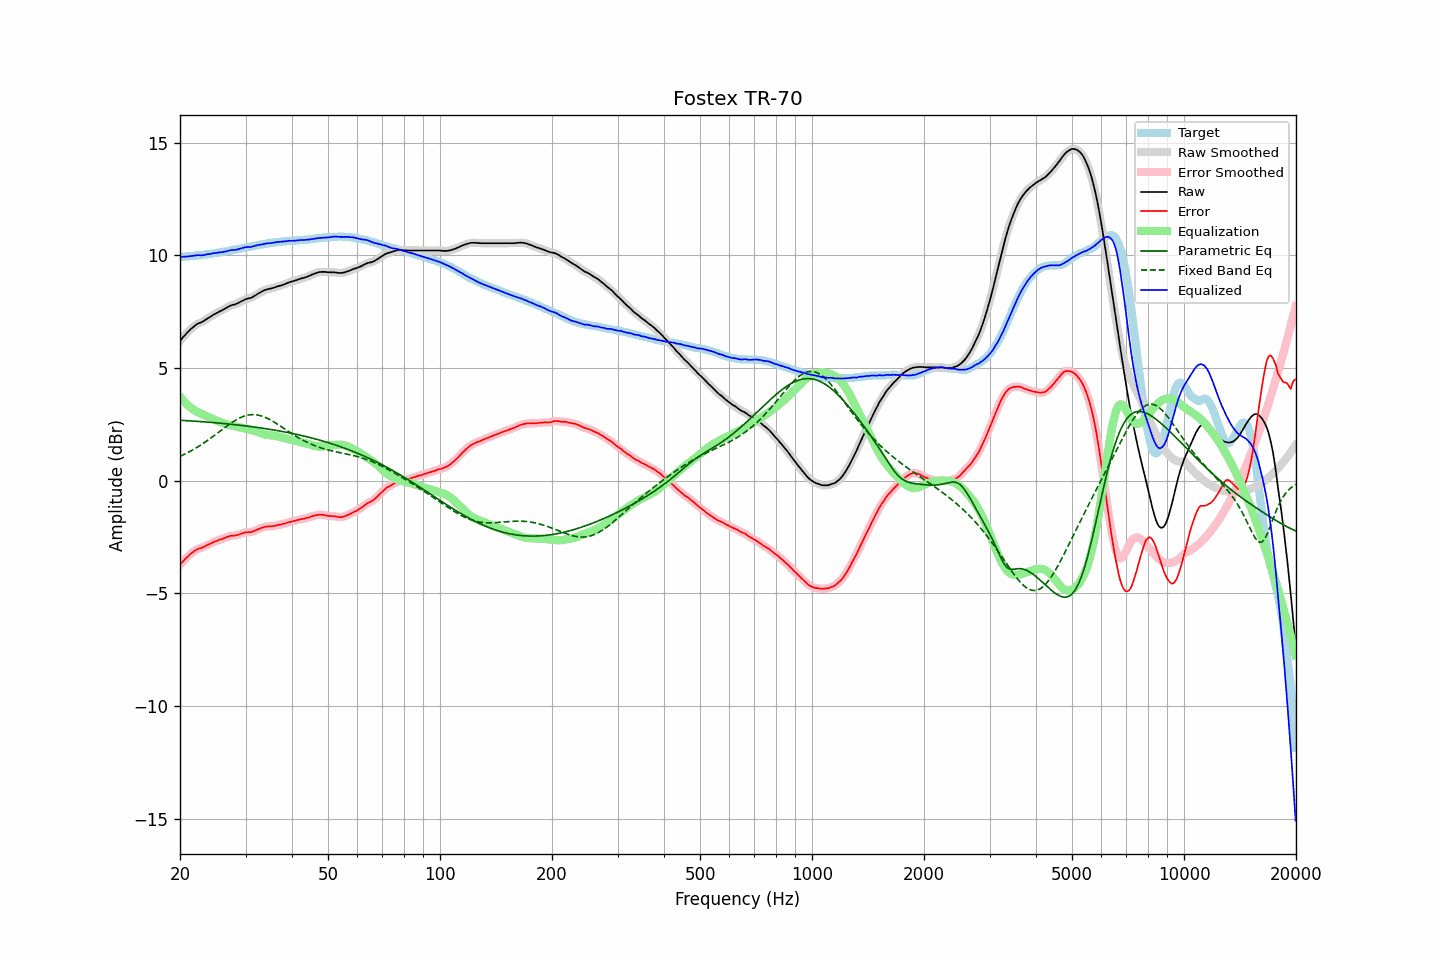 Fostex TR-70
Amplitude (dBr)
15
10
5
0
−5
−10
−15
Target
Raw Smoothed
Error Smoothed
Raw
Error
Equalization
Parametric Eq
Fixed Band Eq
Equalized
20
50
100
200
500
1000
2000
5000
10000
20000
Frequency (Hz)